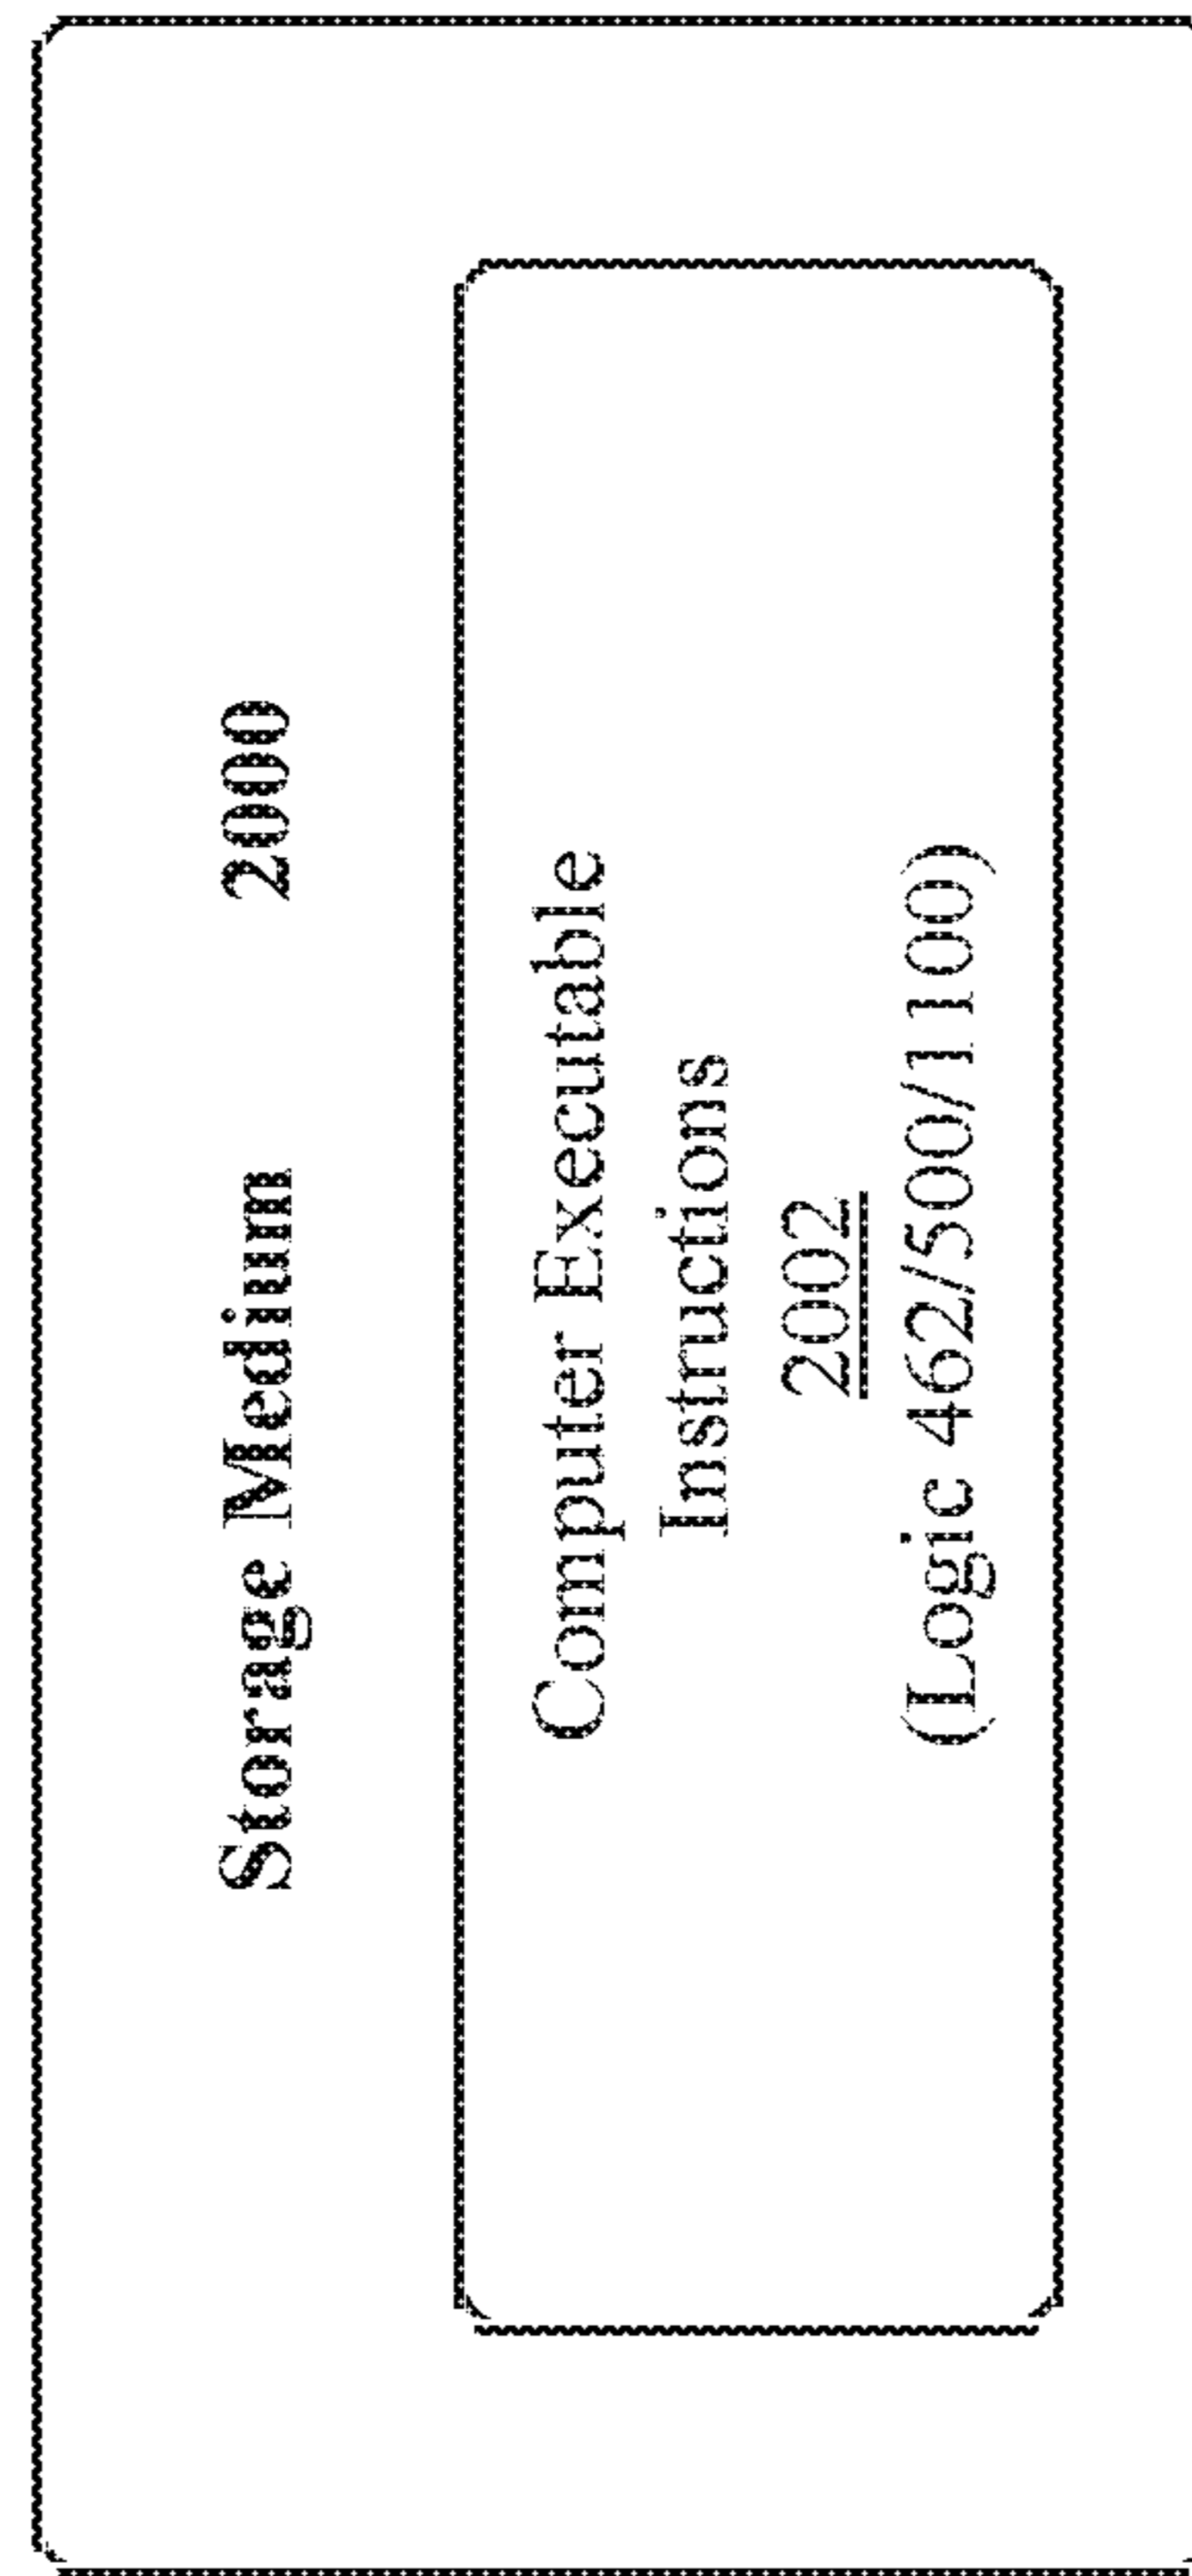 Storage Medium 2000
Computer Executable
Instructions
2002
(Logic 462/500/1100)